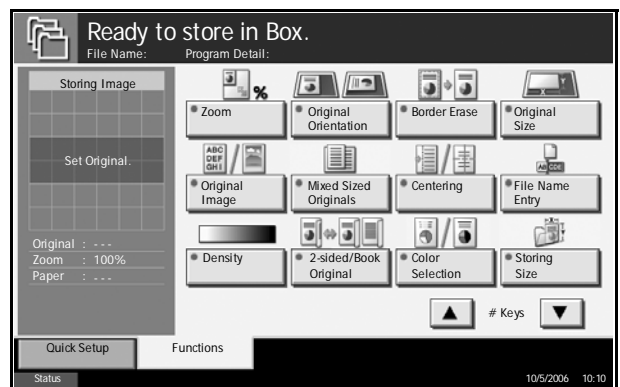 Ready to store in Box.
File Name: Program Detail:
Storing Image
Set Original.
Original : ---
Zoom : 100%
Paper : ---
%
Zoom
Original
Orientation
Border Erase
X
Y
Original
Size
ABC
DEF
GHI
Original
Image
Mixed Sized
Originals
Centering
AB CDE
File Name
Entry
Density
2-sided/Book
Original
Color
Selection
Storing
Size
# Keys
Quick Setup
Functions
Status
10/5/2006 10:10